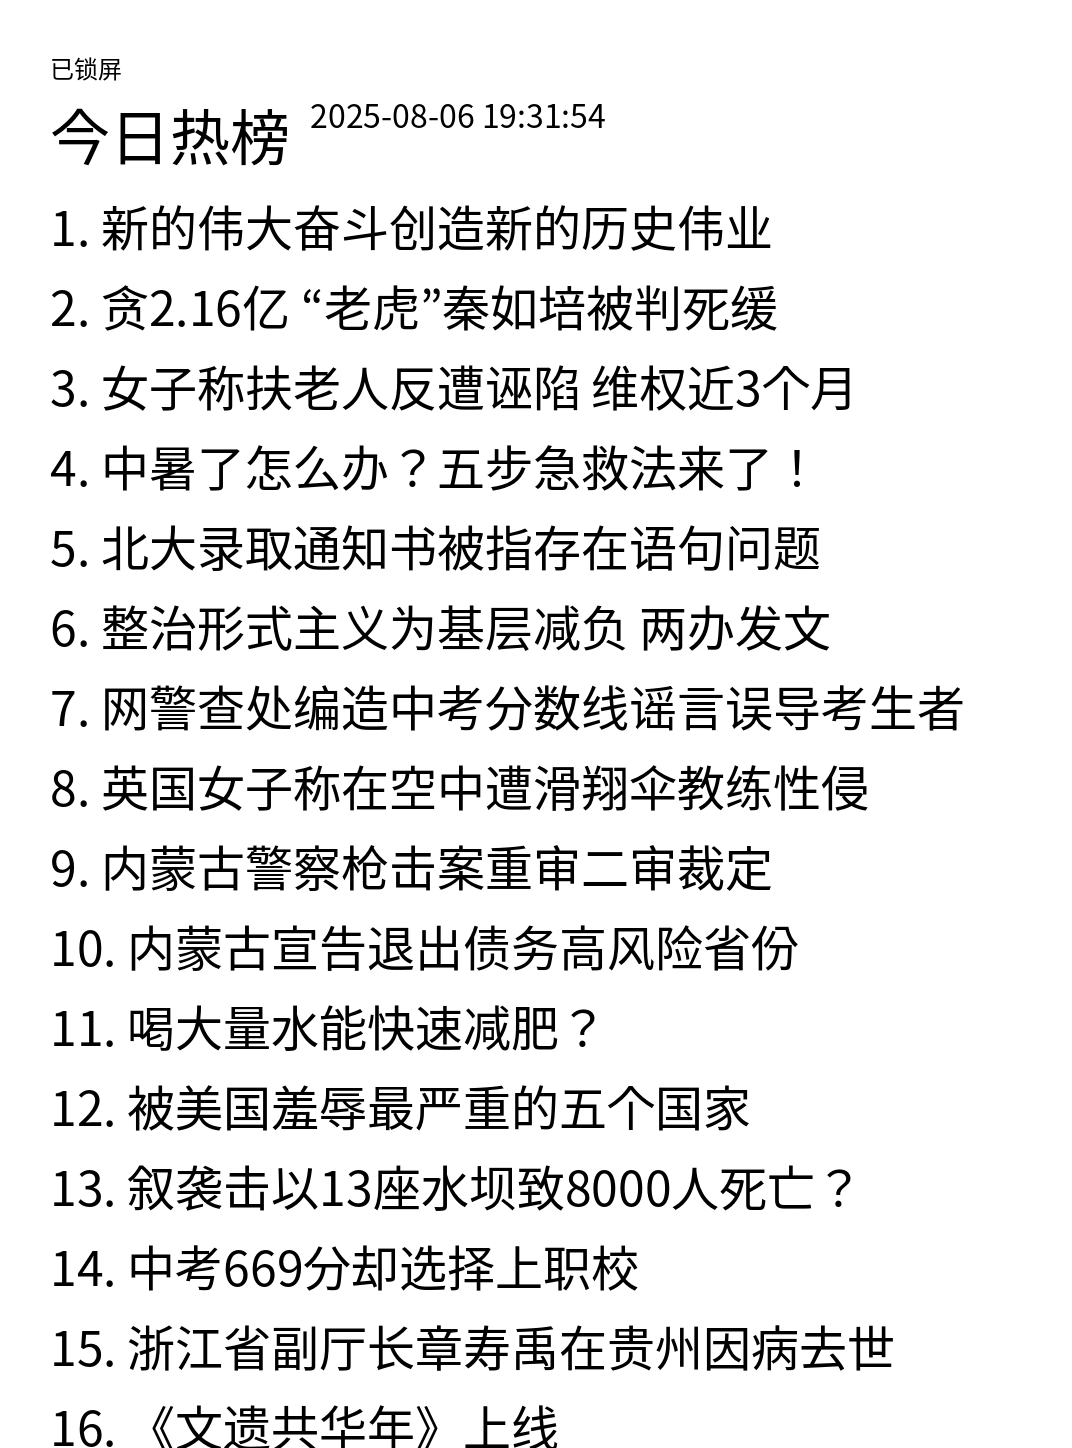 已锁屏
今日热榜 2025-08-06 19:31:54
1. 新的伟大奋斗创造新的历史伟业
2. 贪2.16亿 “老虎”秦如培被判死缓
3. 女子称扶老人反遭诬陷 维权近3个月
4. 中暑了怎么办？五步急救法来了！
5. 北大录取通知书被指存在语句问题
6. 整治形式主义为基层减负 两办发文
7. 网警查处编造中考分数线谣言误导考生者
8. 英国女子称在空中遭滑翔伞教练性侵
9. 内蒙古警察枪击案重审二审裁定
10. 内蒙古宣告退出债务高风险省份
11. 喝大量水能快速减肥？
12. 被美国羞辱最严重的五个国家
13. 叙袭击以13座水坝致8000人死亡？
14. 中考669分却选择上职校
15. 浙江省副厅长章寿禹在贵州因病去世
16. 《文遗共华年》上线